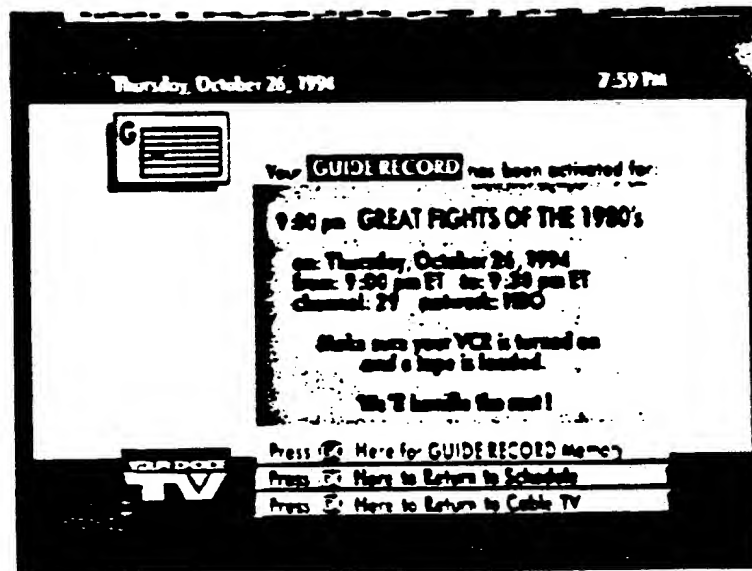 Thursday, October 26, 1994 7:59 PM
G
Your GUIDE RECORD has been activated for:
9:00 pm GREAT FIGHTS OF THE 1980's
on: Thursday, October 26, 1994
from: 9:00 pm ET to: 9:30 pm ET
channel: 29 network: HBO
Make sure your VCR is turned on
and a tape is loaded.
We'll handle the rest!
Press Here for GUIDE RECORD Memory
Press Here to Return to Schedule
Press Here to Return to Cable TV
YOUR CHOICE
TV